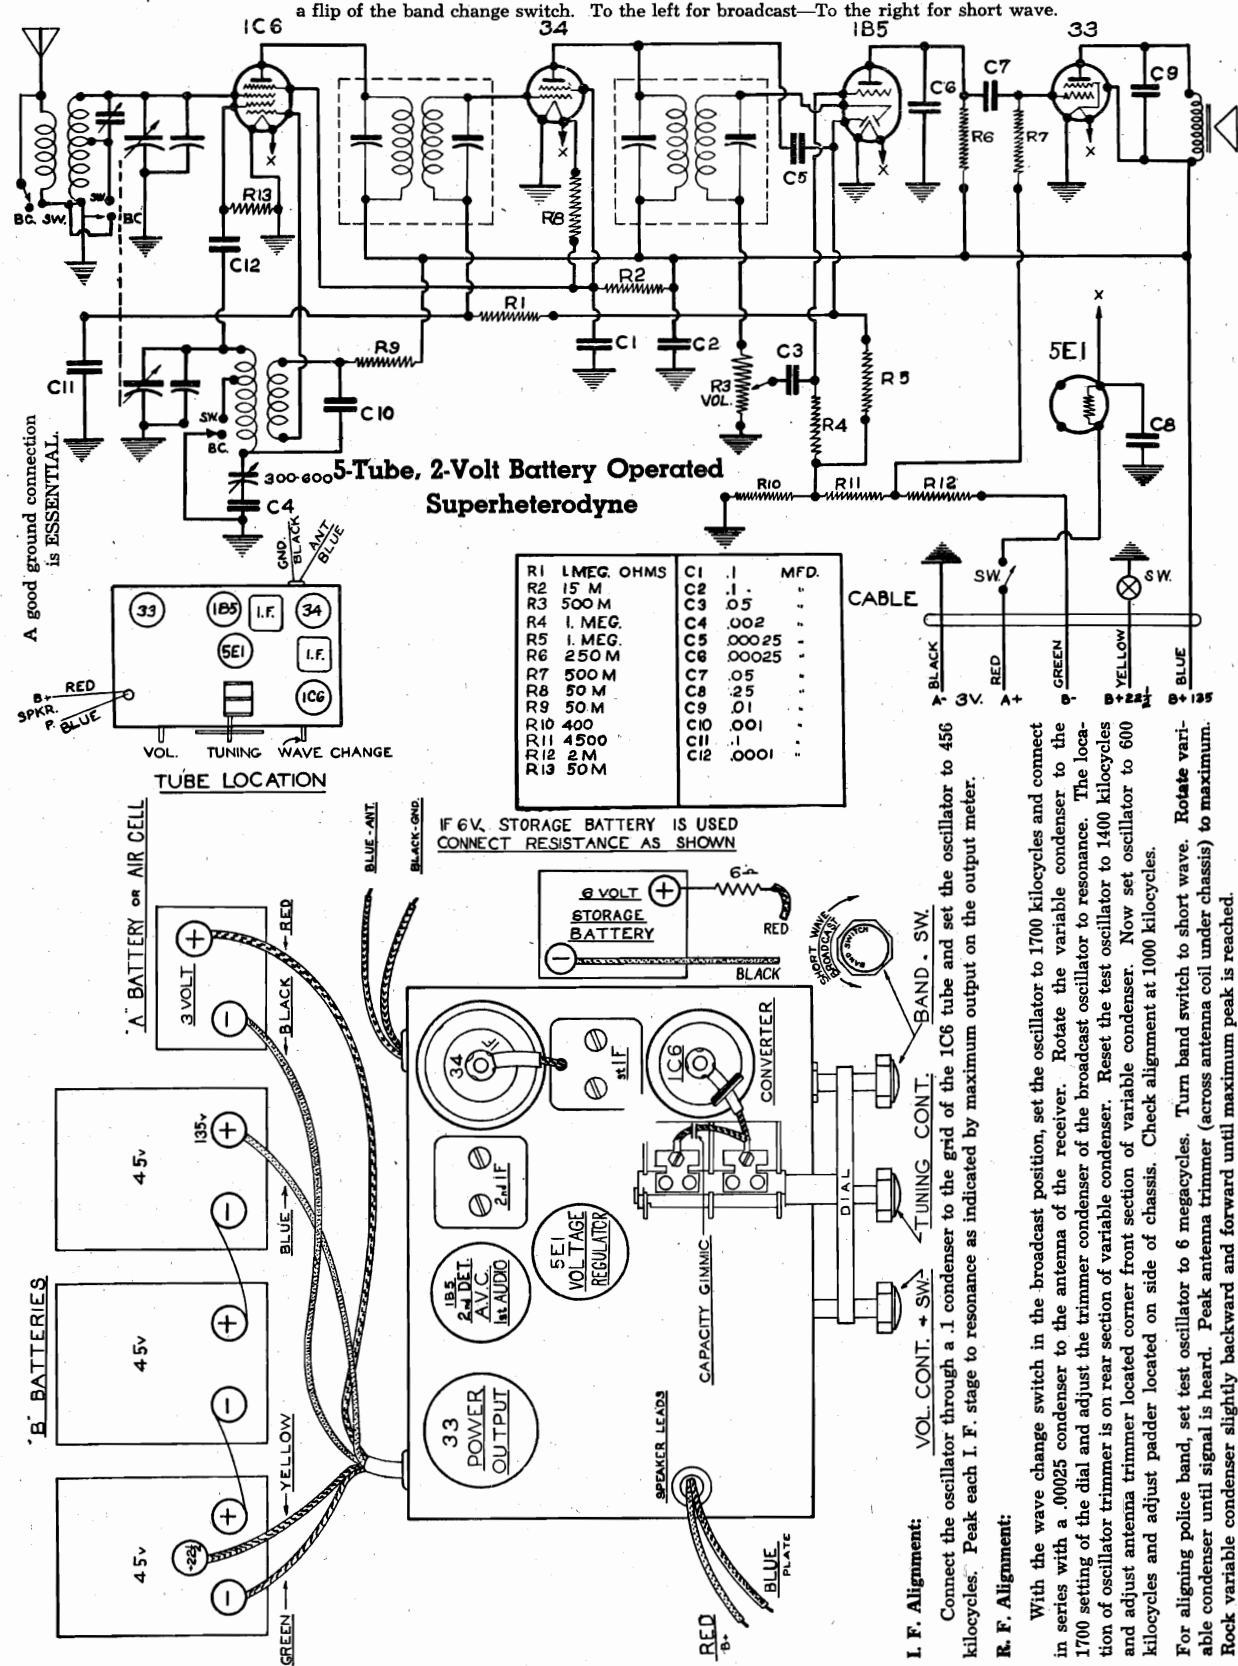 a flip of the band change switch. To the left for broadcast—To the right for short wave.
1C6
34
1B5
33
C9
C7
C6
R6
R7
C5
X
X
X
X
BC. SW.
SW.
BC
R13
C12
R8
R2
R1
C1
C2
C3
R3
VOL.
R4
R5
R9
C10
C11
SW.
BC.
300-600
C4
5E1
X
C8
R10
R11
R12
5-Tube, 2-Volt Battery Operated
Superheterodyne
A good ground connection
is ESSENTIAL.
R1 1.MEG. OHMS
R2 15 M
R3 500 M
R4 1. MEG.
R5 1. MEG.
R6 250 M
R7 500 M
R8 50 M
R9 50 M
R10 400
R11 4500
R12 2 M
R13 50 M
C1 .1 MFD.
C2 .1 "
C3 .05 "
C4 .002 "
C5 .00025 "
C6 .00025 "
C7 .05 "
C8 .25 "
C9 .01 "
C10 .001 "
C11 .1 "
C12 .0001 "
CABLE
SW.
SW.
BLACK
RED
GREEN
YELLOW
BLUE
A- 3V. A+
B-
B+22½
B+135
GND.
BLACK
ANT.
BLUE
33
1B5
I.F.
34
5E1
I.F.
1C6
B+ RED
SPKR.
P. BLUE
VOL.
TUNING
WAVE CHANGE
TUBE LOCATION
IF 6V. STORAGE BATTERY IS USED
CONNECT RESISTANCE AS SHOWN
6 VOLT
STORAGE
BATTERY
+
−
RED
BLACK
SHORT WAVE
BROADCAST
BAND SWITCH
"A" BATTERY OR AIR CELL
3 VOLT
+
−
RED
BLACK
BLUE-ANT.
BLACK-GND.
"B" BATTERIES
45v
135v
+
−
BLUE
45v
+
−
45v
+
+22½
−
YELLOW
GREEN
34
1st IF
1C6
CONVERTER
2nd IF
1B5
2nd DET.
A.V.C.
1st AUDIO
5E1
VOLTAGE
REGULATOR
33
POWER
OUTPUT
CAPACITY GIMMIC
SPEAKER LEADS
RED
B+
BLUE
PLATE
DIAL
BAND. SW.
TUNING CONT.
VOL. CONT. + SW.
I. F. Alignment:
Connect the oscillator through a .1 condenser to the grid of the 1C6 tube and set the oscillator to 456
kilocycles. Peak each I. F. stage to resonance as indicated by maximum output on the output meter.
R. F. Alignment:
With the wave change switch in the broadcast position, set the oscillator to 1700 kilocycles and connect
in series with a .00025 condenser to the antenna of the receiver. Rotate the variable condenser to the
1700 setting of the dial and adjust the trimmer condenser of the broadcast oscillator to resonance. The loca-
tion of oscillator trimmer is on rear section of variable condenser. Reset the test oscillator to 1400 kilocycles
and adjust antenna trimmer located corner front section of variable condenser. Now set oscillator to 600
kilocycles and adjust padder located on side of chassis. Check alignment at 1000 kilocycles.
For aligning police band, set test oscillator to 6 megacycles. Turn band switch to short wave. Rotate vari-
able condenser until signal is heard. Peak antenna trimmer (across antenna coil under chassis) to maximum.
Rock variable condenser slightly backward and forward until maximum peak is reached.